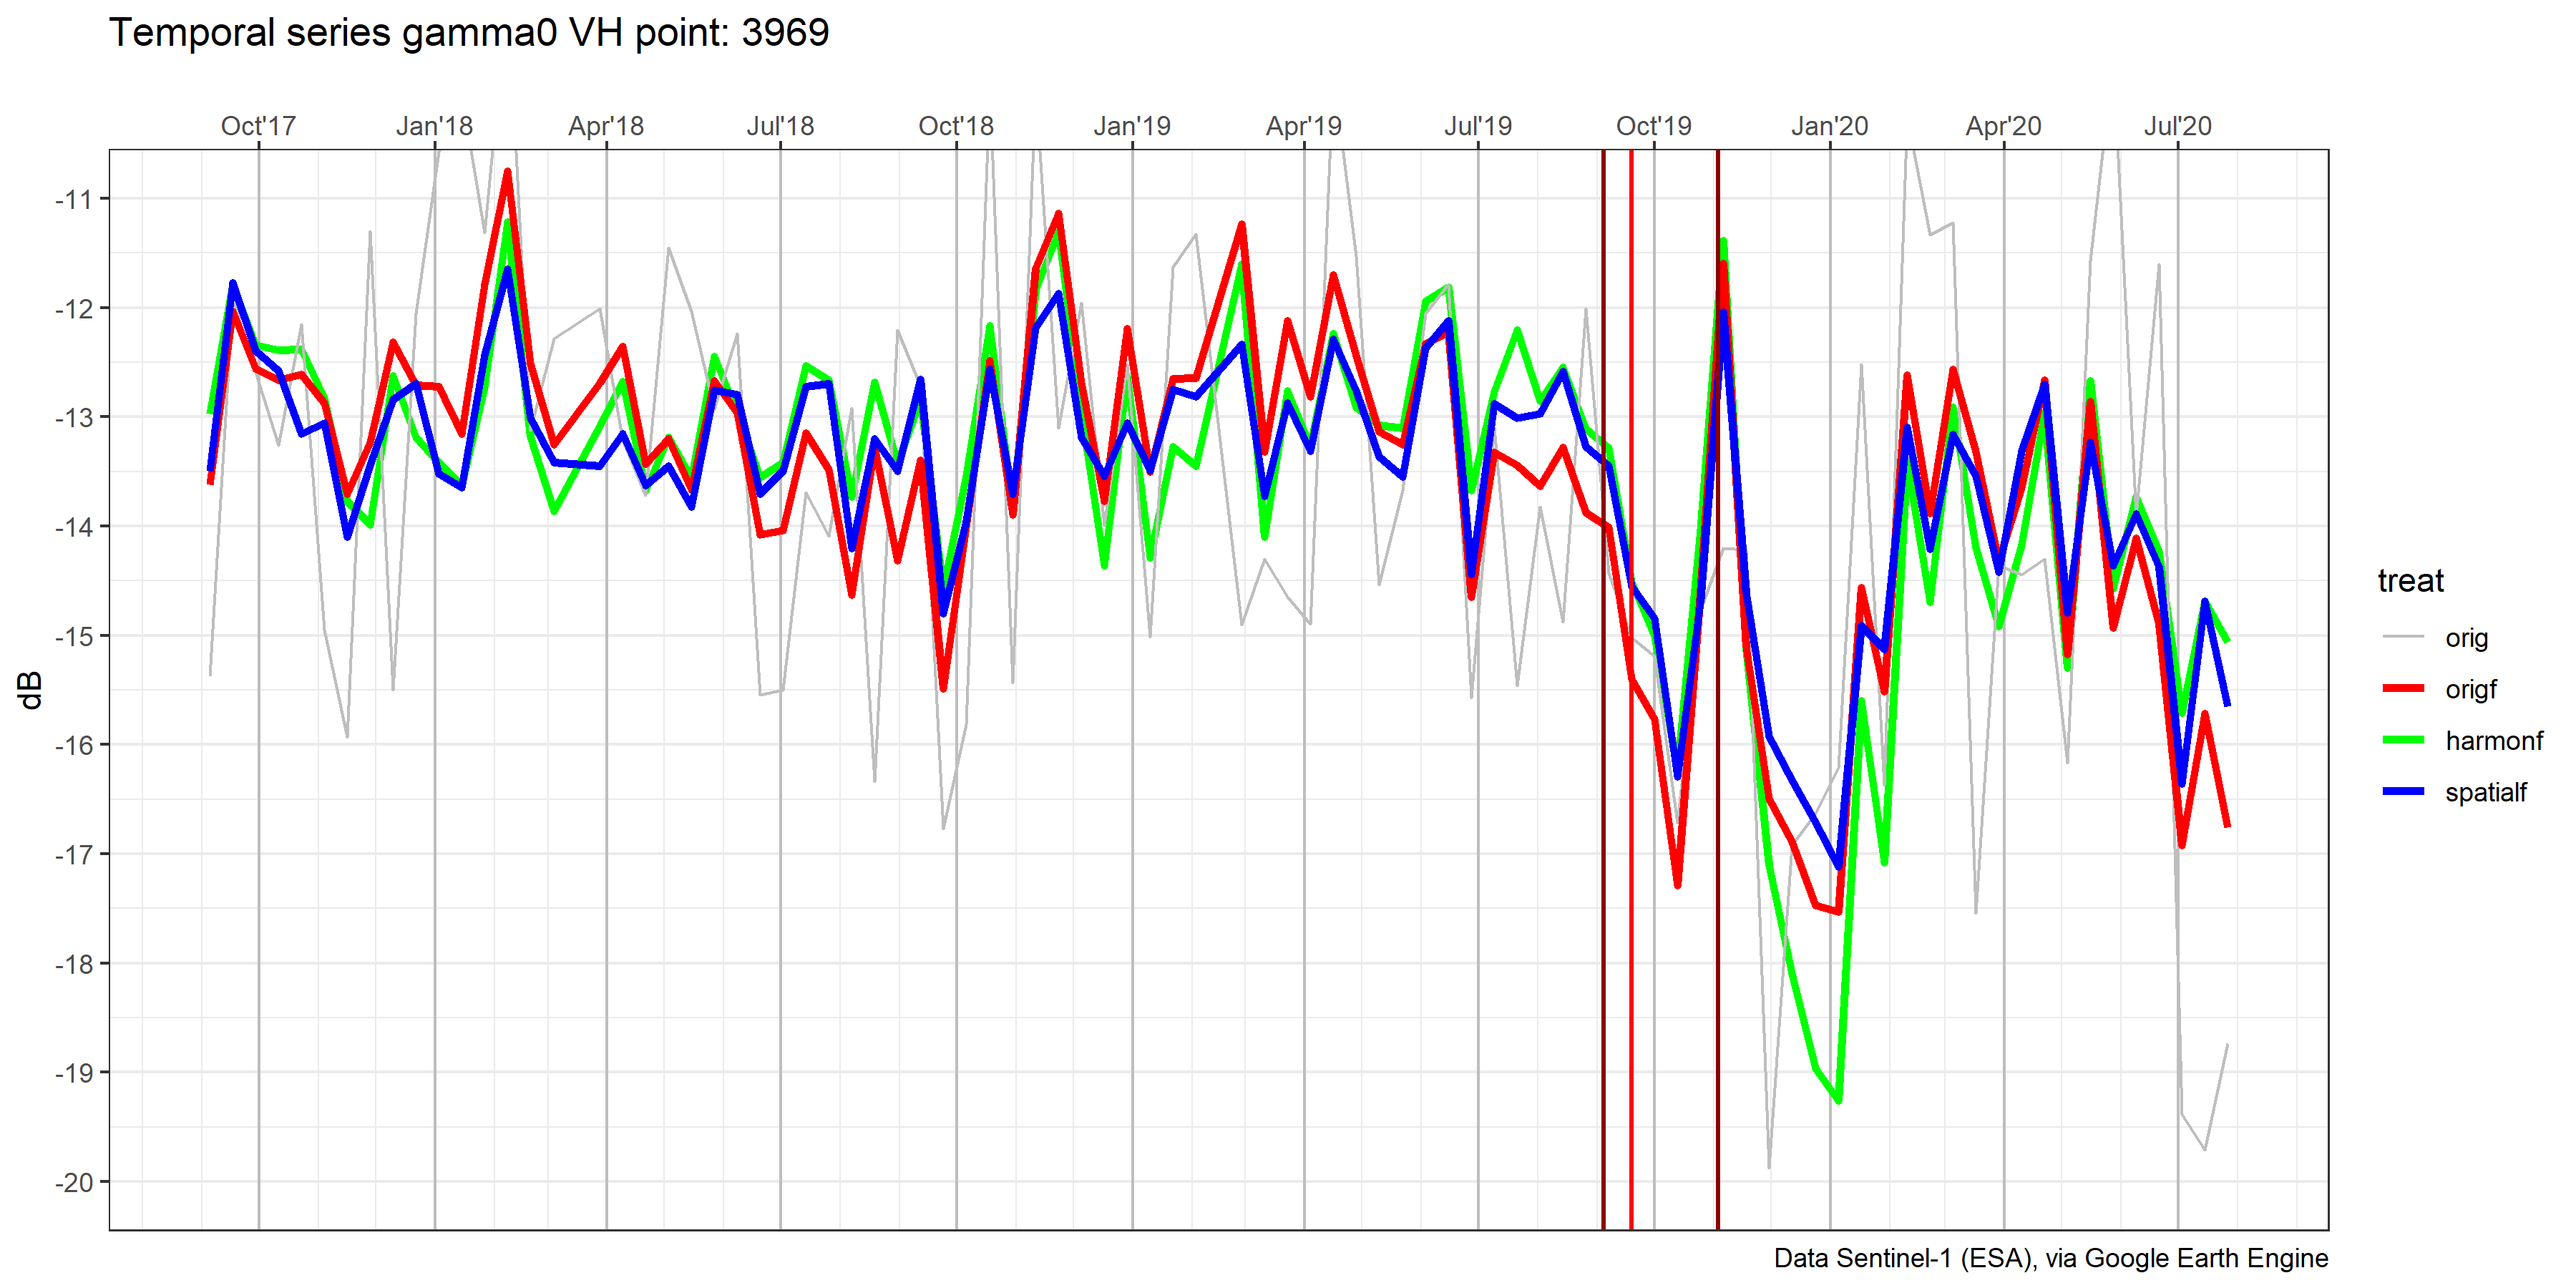 Temporal series gamma0 VH point: 3969
Oct'17 Jan'18 Apr'18 Jul'18 Oct'18 Jan'19 Apr'19 Jul'19 Oct'19 Jan'20 Apr'20 Jul'20
-11
-12
-13
-14
-15
-16
-17
-18
-19
-20
dB
treat
orig
origf
harmonf
spatialf
Data Sentinel-1 (ESA), via Google Earth Engine